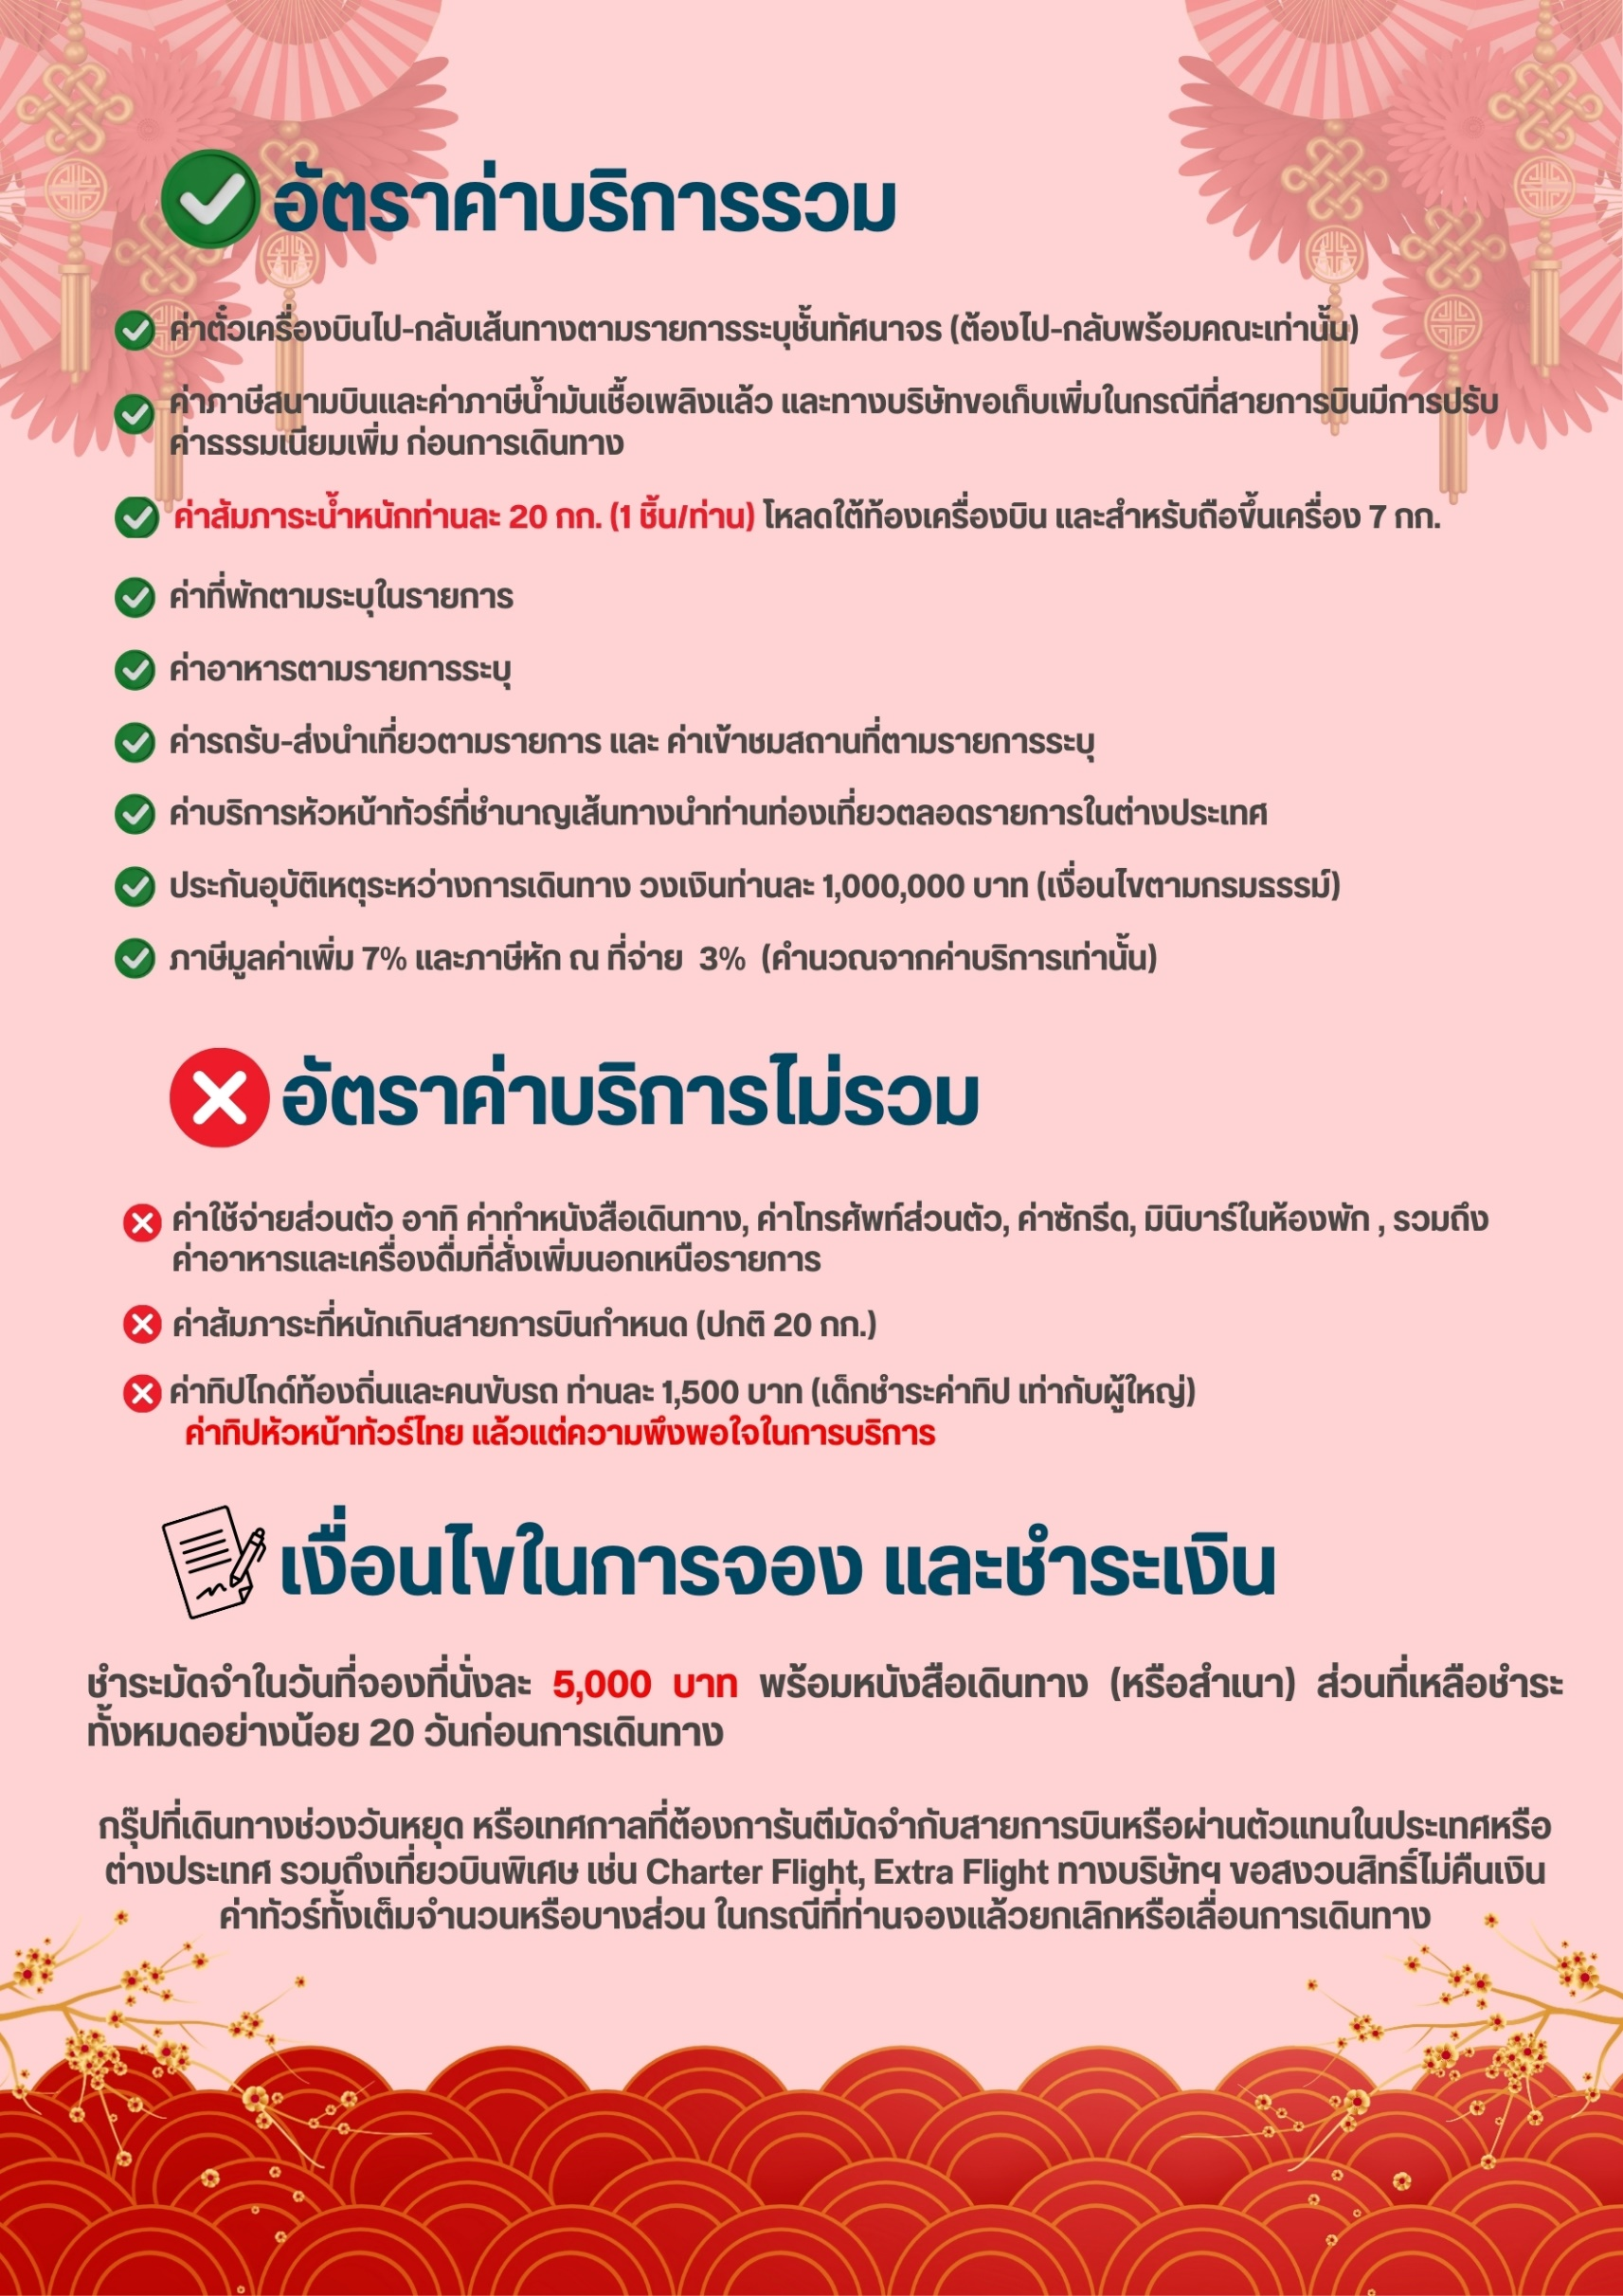 อัตราค่าบริการรวม
ค่าตั๋วเครื่องบินไป-กลับเส้นทางตามรายการระบุชั้นทัศนาจร (ต้องไป-กลับพร้อมคณะเท่านั้น)
ค่าภาษีสนามบินและค่าภาษีน้ำมันเชื้อเพลิงแล้ว และทางบริษัทขอเก็บเพิ่มในกรณีที่สายการบินมีการปรับ
ค่าธรรมเนียมเพิ่ม ก่อนการเดินทาง
ค่าสัมภาระน้ำหนักท่านละ 20 กก. (1 ชิ้น/ท่าน) โหลดใต้ท้องเครื่องบิน และสำหรับถือขึ้นเครื่อง 7 กก.
ค่าที่พักตามระบุในรายการ
ค่าอาหารตามรายการระบุ
ค่ารถรับ-ส่งนำเที่ยวตามรายการ และ ค่าเข้าชมสถานที่ตามรายการระบุ
ค่าบริการหัวหน้าทัวร์ที่ชำนาญเส้นทางนำท่านท่องเที่ยวตลอดรายการในต่างประเทศ
ประกันอุบัติเหตุระหว่างการเดินทาง วงเงินท่านละ 1,000,000 บาท (เงื่อนไขตามกรมธรรม์)
ภาษีมูลค่าเพิ่ม 7% และภาษีหัก ณ ที่จ่าย 3% (คำนวณจากค่าบริการเท่านั้น)
อัตราค่าบริการไม่รวม
ค่าใช้จ่ายส่วนตัว อาทิ ค่าทำหนังสือเดินทาง, ค่าโทรศัพท์ส่วนตัว, ค่าซักรีด, มินิบาร์ในห้องพัก , รวมถึง
ค่าอาหารและเครื่องดื่มที่สั่งเพิ่มนอกเหนือรายการ
ค่าสัมภาระที่หนักเกินสายการบินกำหนด (ปกติ 20 กก.)
ค่าทิปไกด์ท้องถิ่นและคนขับรถ ท่านละ 1,500 บาท (เด็กชำระค่าทิป เท่ากับผู้ใหญ่)
ค่าทิปหัวหน้าทัวร์ไทย แล้วแต่ความพึงพอใจในการบริการ
เงื่อนไขในการจอง และชำระเงิน
ชำระมัดจำในวันที่จองที่นั่งละ 5,000 บาท พร้อมหนังสือเดินทาง (หรือสำเนา) ส่วนที่เหลือชำระ
ทั้งหมดอย่างน้อย 20 วันก่อนการเดินทาง
กรุ๊ปที่เดินทางช่วงวันหยุด หรือเทศกาลที่ต้องการันตีมัดจำกับสายการบินหรือผ่านตัวแทนในประเทศหรือ
ต่างประเทศ รวมถึงเที่ยวบินพิเศษ เช่น Charter Flight, Extra Flight ทางบริษัทฯ ขอสงวนสิทธิ์ไม่คืนเงิน
ค่าทัวร์ทั้งเต็มจำนวนหรือบางส่วน ในกรณีที่ท่านจองแล้วยกเลิกหรือเลื่อนการเดินทาง